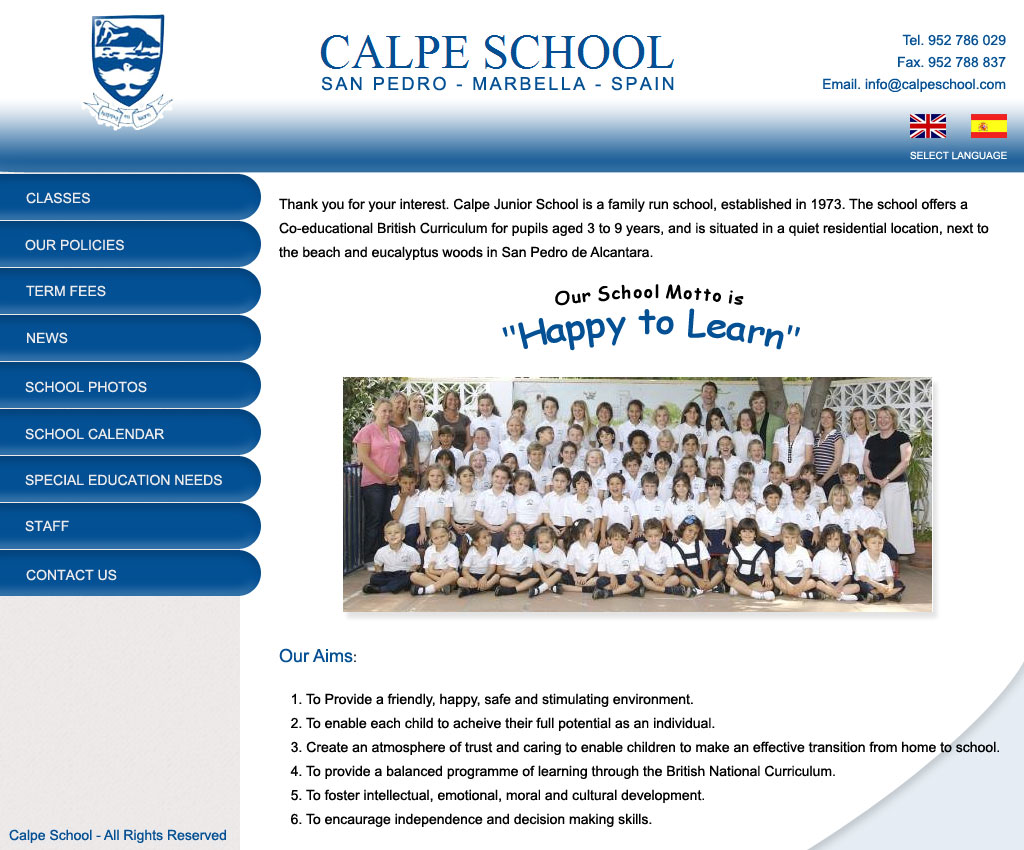 Happy to learn
CALPE SCHOOL
SAN PEDRO - MARBELLA - SPAIN
Tel. 952 786 029
Fax. 952 788 837
Email. info@calpeschool.com
SELECT LANGUAGE
CLASSES
OUR POLICIES
TERM FEES
NEWS
SCHOOL PHOTOS
SCHOOL CALENDAR
SPECIAL EDUCATION NEEDS
STAFF
CONTACT US
Thank you for your interest. Calpe Junior School is a family run school, established in 1973. The school offers a
Co-educational British Curriculum for pupils aged 3 to 9 years, and is situated in a quiet residential location, next to
the beach and eucalyptus woods in San Pedro de Alcantara.
Our School Motto is
"Happy to Learn"
Our Aims:
1. To Provide a friendly, happy, safe and stimulating environment.
2. To enable each child to acheive their full potential as an individual.
3. Create an atmosphere of trust and caring to enable children to make an effective transition from home to school.
4. To provide a balanced programme of learning through the British National Curriculum.
5. To foster intellectual, emotional, moral and cultural development.
6. To encaurage independence and decision making skills.
Calpe School - All Rights Reserved